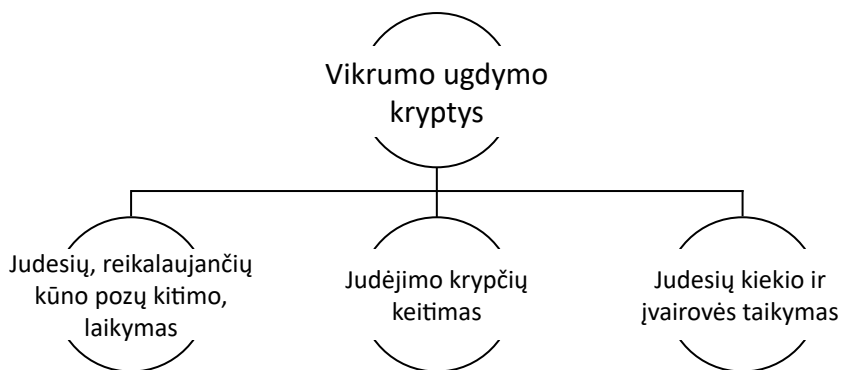 Vikrumo ugdymo
kryptys
Judesių, reikalaujančių
kūno pozų kitimo,
laikymas
Judėjimo krypčių
keitimas
Judesių kiekio ir
įvairovės taikymas